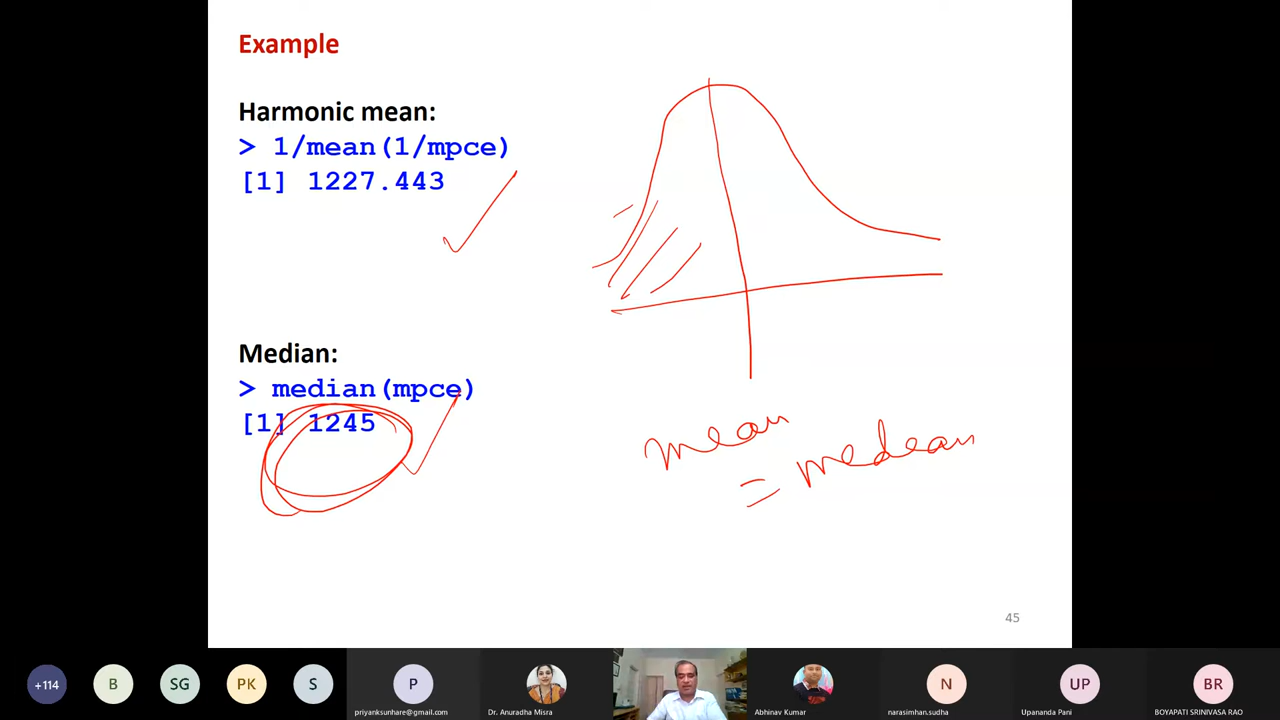 Example
Harmonic mean:
> 1/mean(1/mpce)
[1] 1227.443
Median:
> median(mpce)
[1] 1245
mean
= medean
45
+114
B
SG
PK
S
P
N
UP
BR
priyanksunhare@gmail.com
Dr. Anuradha Misra
Abhinav Kumar
narasimhan.sudha
Upananda Pani
BOYAPATI SRINIVASA RAO